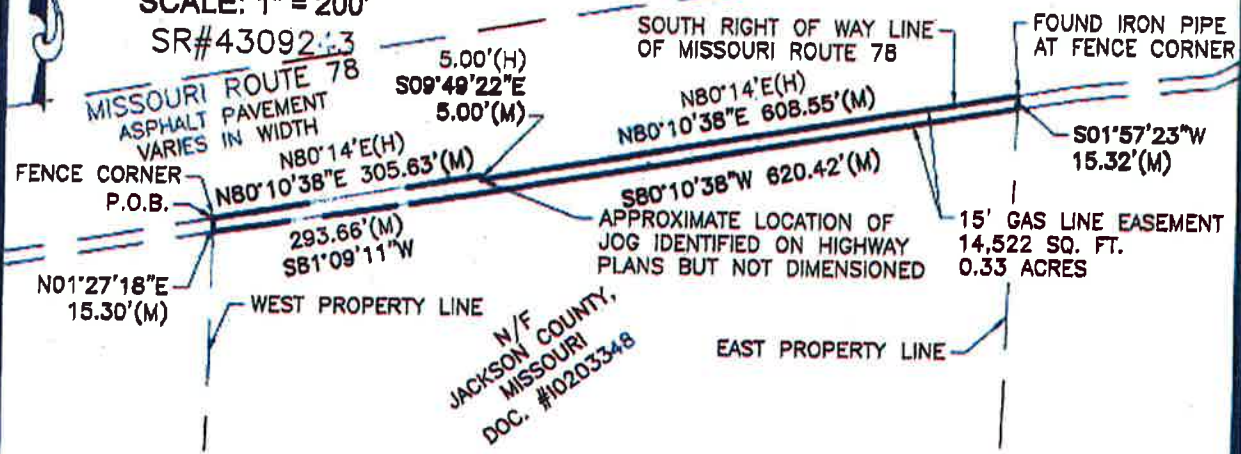 SCALE: 1" = 200'
SR#43092
MISSOURI ROUTE 78
ASPHALT PAVEMENT
VARIES IN WIDTH
FENCE CORNER
P.O.B.
N80°14'E(H)
N80°10'38"E 305.63'(M)
5.00'(H)
S09°49'22"E
5.00'(M)
SOUTH RIGHT OF WAY LINE
OF MISSOURI ROUTE 78
N80°14'E(H)
N80°10'38"E 608.55'(M)
FOUND IRON PIPE
AT FENCE CORNER
S01°57'23"W
15.32'(M)
S80°10'38"W 620.42'(M)
293.66'(M)
S81°09'11"W
N01°27'18"E
15.30'(M)
APPROXIMATE LOCATION OF
JOG IDENTIFIED ON HIGHWAY
PLANS BUT NOT DIMENSIONED
15' GAS LINE EASEMENT
14,522 SQ. FT.
0.33 ACRES
WEST PROPERTY LINE
N/F
JACKSON COUNTY,
MISSOURI
DOC. #10203348
EAST PROPERTY LINE